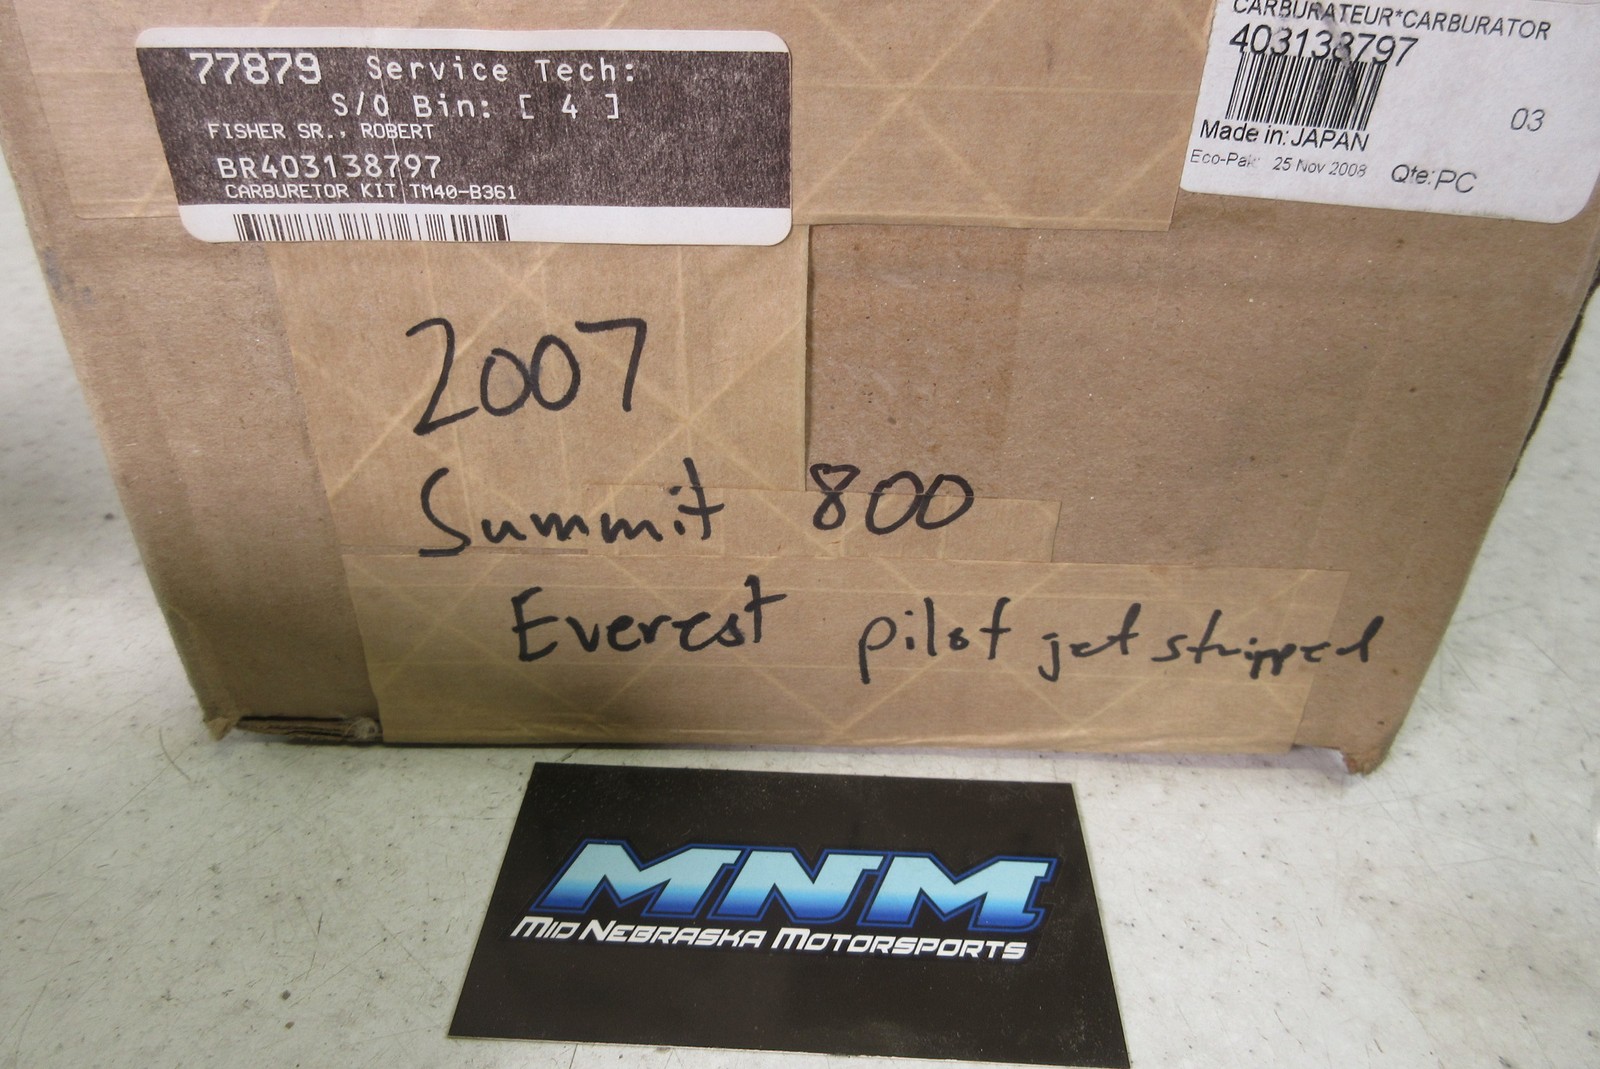 77879 Service Tech:
S/O Bin: [ 4 ]
FISHER SR., ROBERT
BR403138797
CARBURETOR KIT TM40-B361
CARBURATEUR*CARBURATOR
403138797
03
Made in: JAPAN
Eco-Pak: 25 Nov 2008 Qte: PC
2007
Summit 800
Everest pilot jet stripped
MNM
MID NEBRASKA MOTORSPORTS